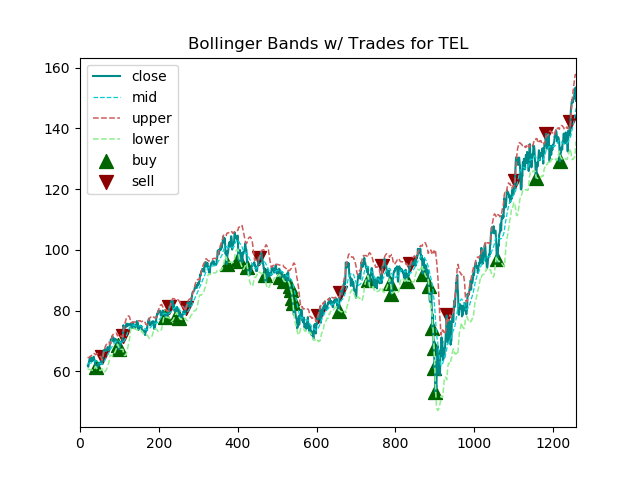 Bollinger Bands w/ Trades for TEL
160
140
120
100
80
60
close
mid
upper
lower
buy
sell
0 200 400 600 800 1000 1200